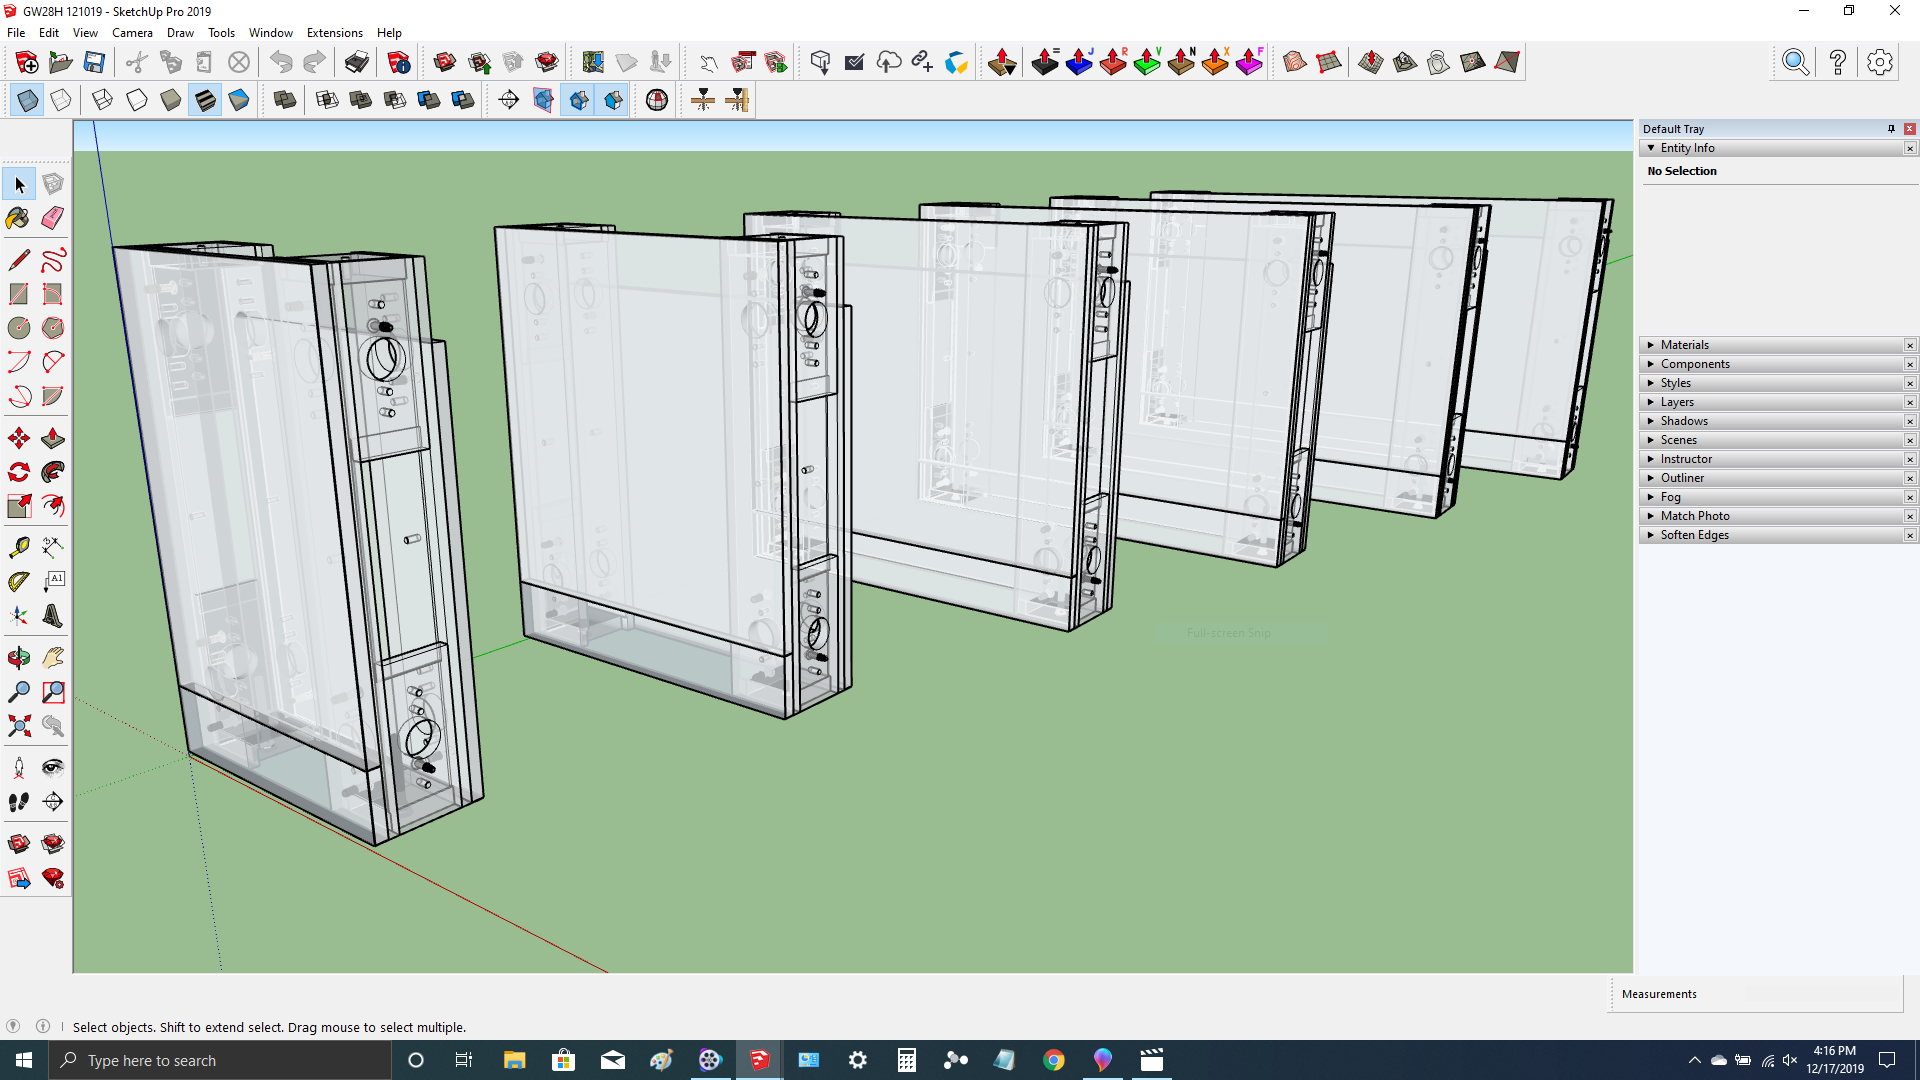 GW28H 121019 - SketchUp Pro 2019
File Edit View Camera Draw Tools Window Extensions Help
= J R V N X F
Default Tray
Entity Info
No Selection
Materials
Components
Styles
Layers
Shadows
Scenes
Instructor
Outliner
Fog
Match Photo
Soften Edges
A1
Full-screen Snip
Measurements
Select objects. Shift to extend select. Drag mouse to select multiple.
Type here to search
4:16 PM
12/17/2019